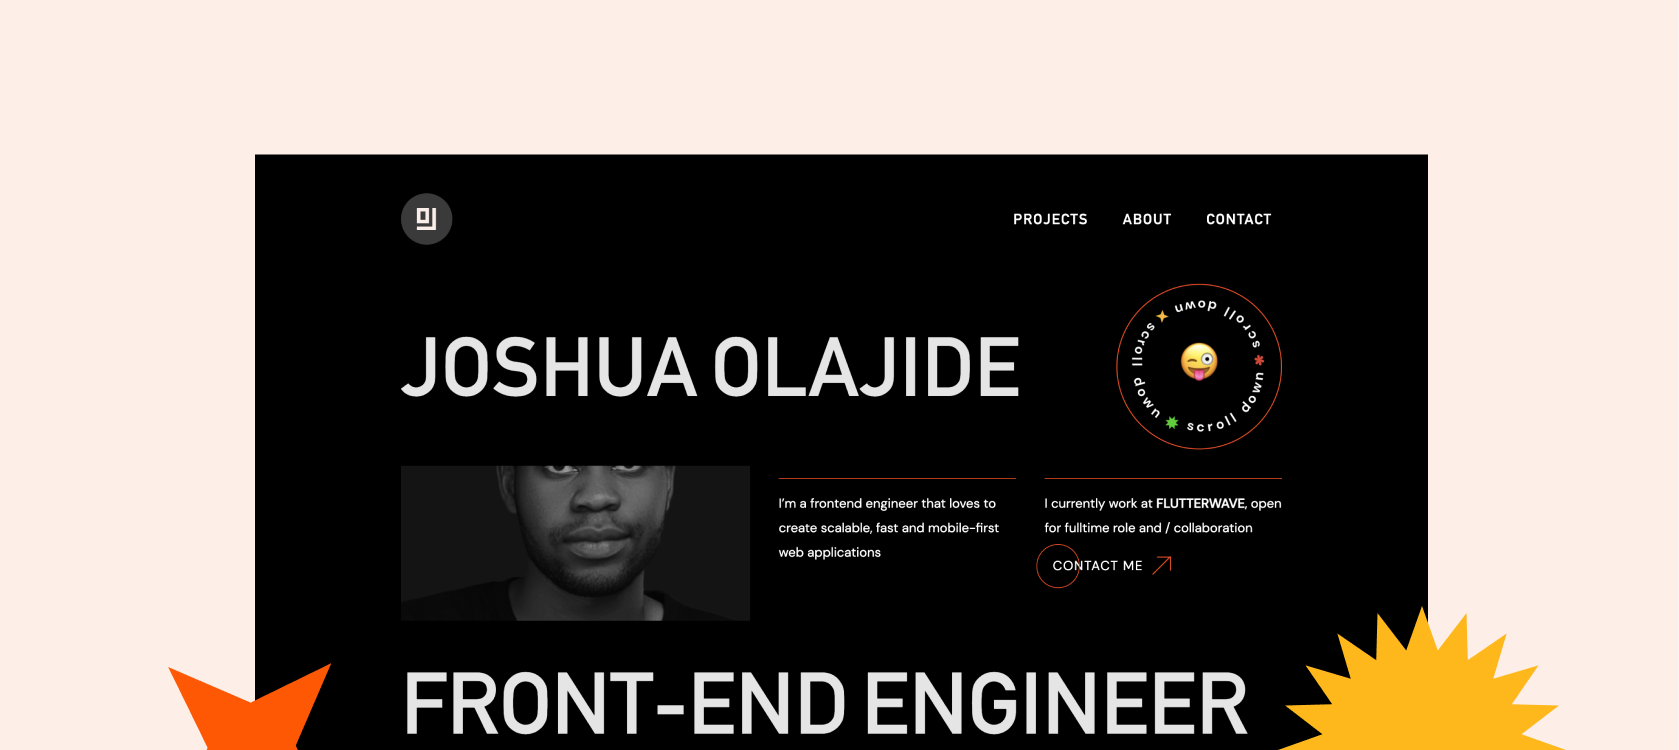 PROJECTS ABOUT CONTACT
JOSHUA OLAJIDE
scroll down scroll down scroll down
I'm a frontend engineer that loves to
create scalable, fast and mobile-first
web applications
I currently work at FLUTTERWAVE, open
for fulltime role and / collaboration
CONTACT ME
FRONT-END ENGINEER